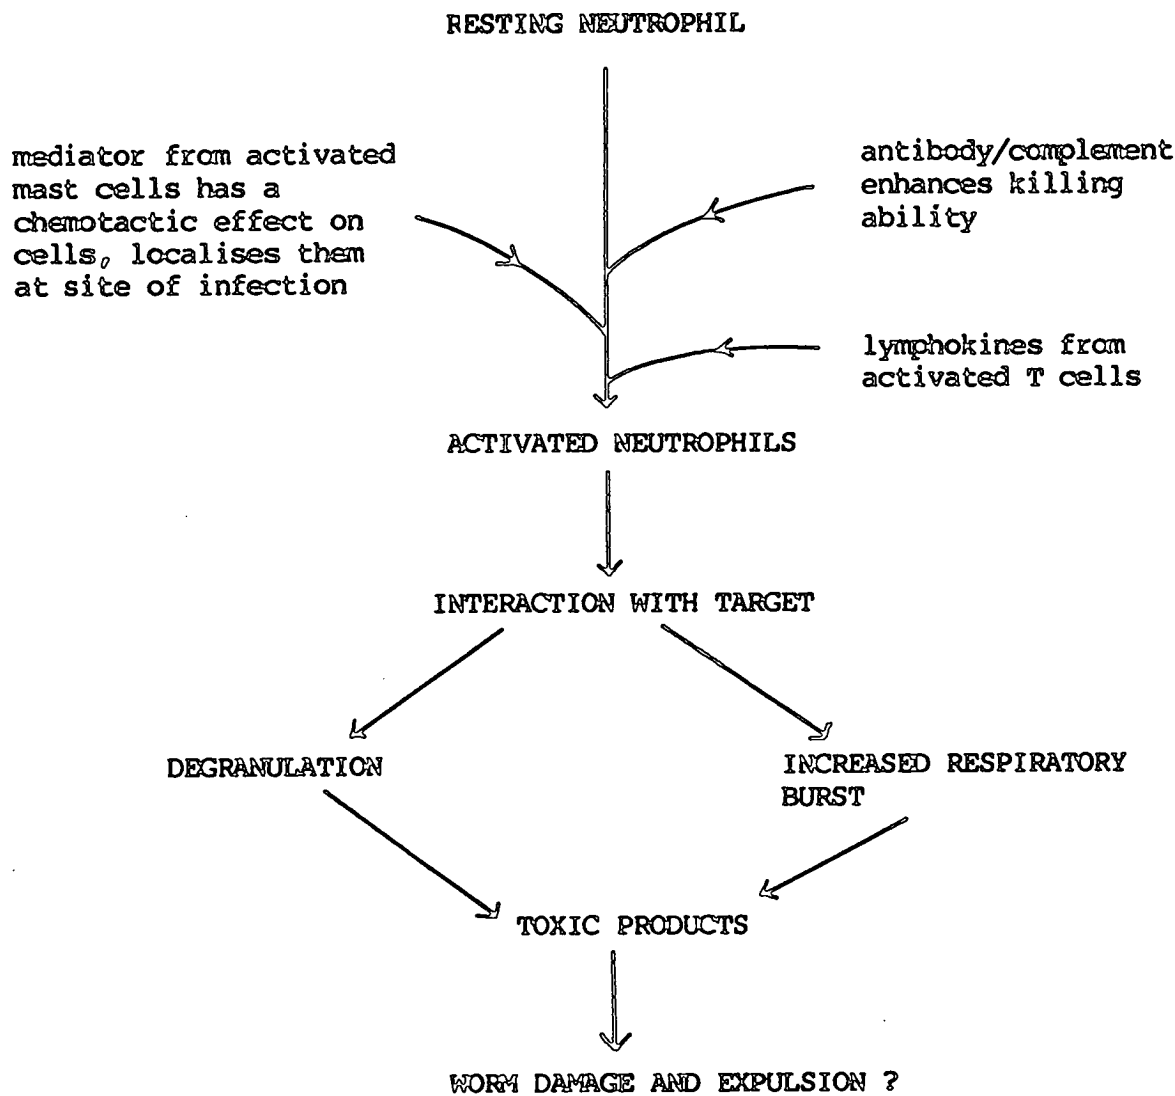 RESTING NEUTROPHIL
mediator from activated
mast cells has a
chemotactic effect on
cells, localises them
at site of infection
antibody/complement
enhances killing
ability
lymphokines from
activated T cells
ACTIVATED NEUTROPHILS
INTERACTION WITH TARGET
DEGRANULATION
INCREASED RESPIRATORY
BURST
TOXIC PRODUCTS
WORM DAMAGE AND EXPULSION ?